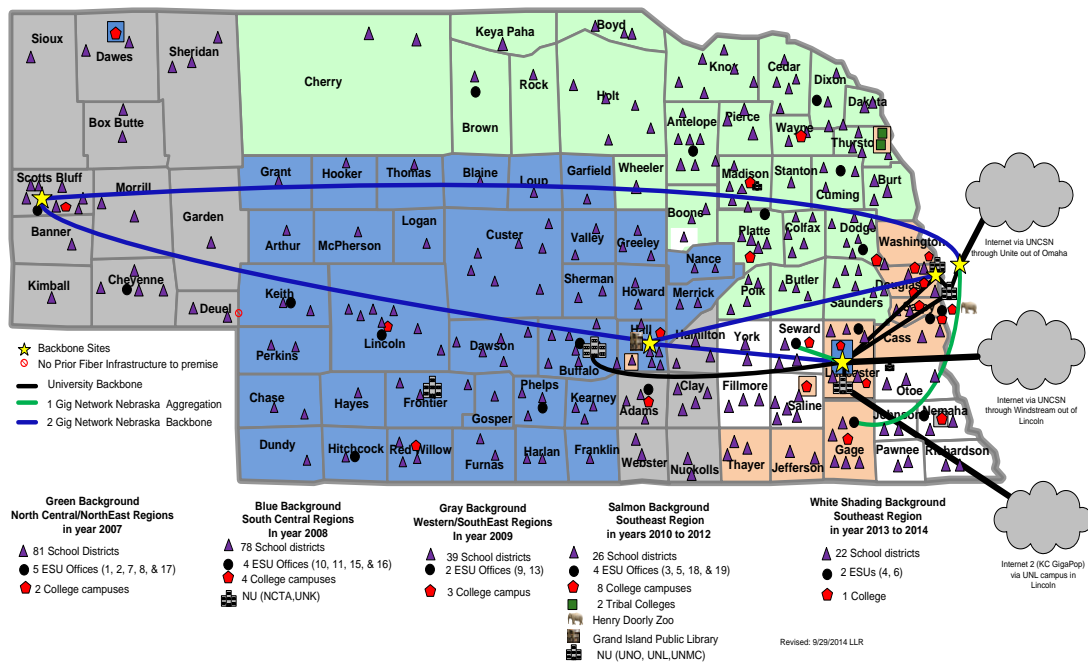 Sioux
Dawes
Sheridan
Box Butte
Cherry
Keya Paha
Boyd
Brown
Rock
Holt
Knox
Cedar
Dixon
Dakota
Antelope
Pierce
Wayne
Thurston
Scotts Bluff
Morrill
Garden
Banner
Kimball
Cheyenne
Deuel
Grant
Hooker
Thomas
Blaine
Loup
Garfield
Wheeler
Madison
Stanton
Cuming
Burt
Boone
Arthur
McPherson
Logan
Custer
Valley
Greeley
Nance
Platte
Colfax
Dodge
Washington
Keith
Sherman
Howard
Merrick
Polk
Butler
Saunders
Douglas
Perkins
Lincoln
Dawson
Buffalo
Hall
Hamilton
York
Seward
Lancaster
Cass
Otoe
Chase
Hayes
Frontier
Gosper
Phelps
Kearney
Adams
Clay
Fillmore
Saline
Johnson
Nemaha
Dundy
Hitchcock
Red Willow
Furnas
Harlan
Franklin
Webster
Nuckolls
Thayer
Jefferson
Gage
Pawnee
Richardson
Internet via UNCSN
through Unite out of Omaha
Internet via UNCSN
through Windstream out of
Lincoln
Internet 2 (KC GigaPop)
via UNL campus in
Lincoln
Backbone Sites
No Prior Fiber Infrastructure to premise
University Backbone
1 Gig Network Nebraska Aggregation
2 Gig Network Nebraska Backbone
Green Background
North Central/NorthEast Regions
in year 2007
81 School Districts
5 ESU Offices (1, 2, 7, 8, & 17)
2 College campuses
Blue Background
South Central Regions
In year 2008
78 School districts
4 ESU Offices (10, 11, 15, & 16)
4 College campuses
NU (NCTA,UNK)
Gray Background
Western/SouthEast Regions
In year 2009
39 School districts
2 ESU Offices (9, 13)
3 College campus
Salmon Background
Southeast Region
in years 2010 to 2012
26 School districts
4 ESU Offices (3, 5, 18, & 19)
8 College campuses
2 Tribal Colleges
Henry Doorly Zoo
Grand Island Public Library
NU (UNO, UNL,UNMC)
White Shading Background
Southeast Region
in year 2013 to 2014
22 School districts
2 ESUs (4, 6)
1 College
Revised: 9/29/2014 LLR